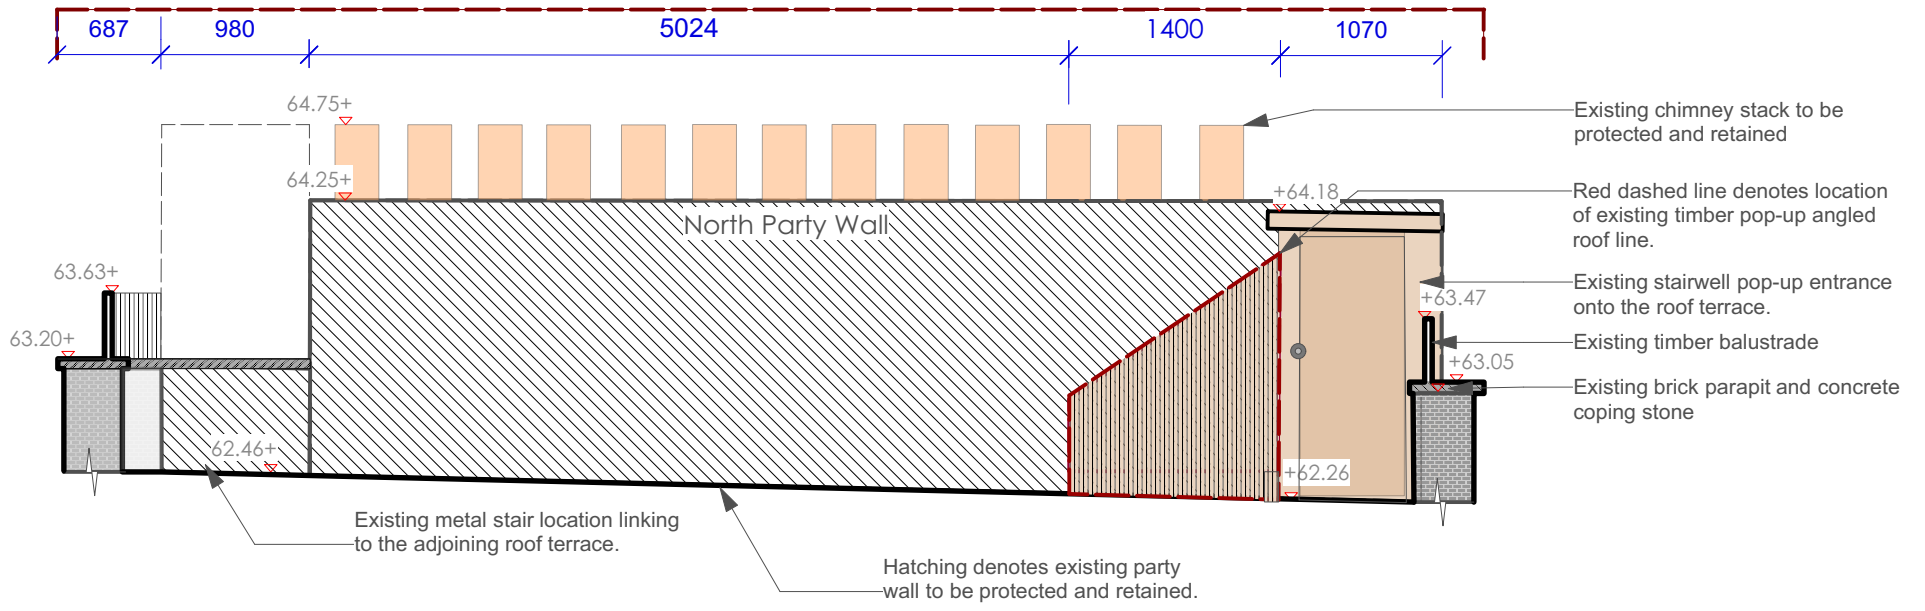 687 980 5024 1400 1070
64.75+
Existing chimney stack to be
protected and retained
64.25+
+64.18
Red dashed line denotes location
of existing timber pop-up angled
roof line.
North Party Wall
63.63+
Existing stairwell pop-up entrance
onto the roof terrace.
+63.47
63.20+
Existing timber balustrade
+63.05
Existing brick parapit and concrete
coping stone
62.46+
+62.26
Existing metal stair location linking
to the adjoining roof terrace.
Hatching denotes existing party
wall to be protected and retained.